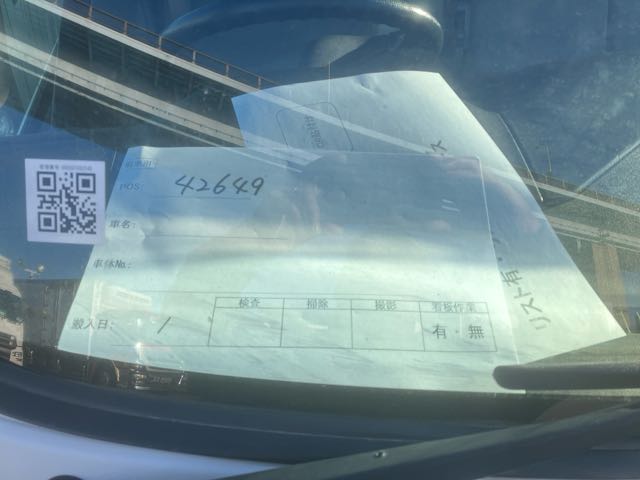 POS: 42649
車名:
車体No.:
検査 掃除 撮影 看板作業
搬入日: / 有・無
リスト有